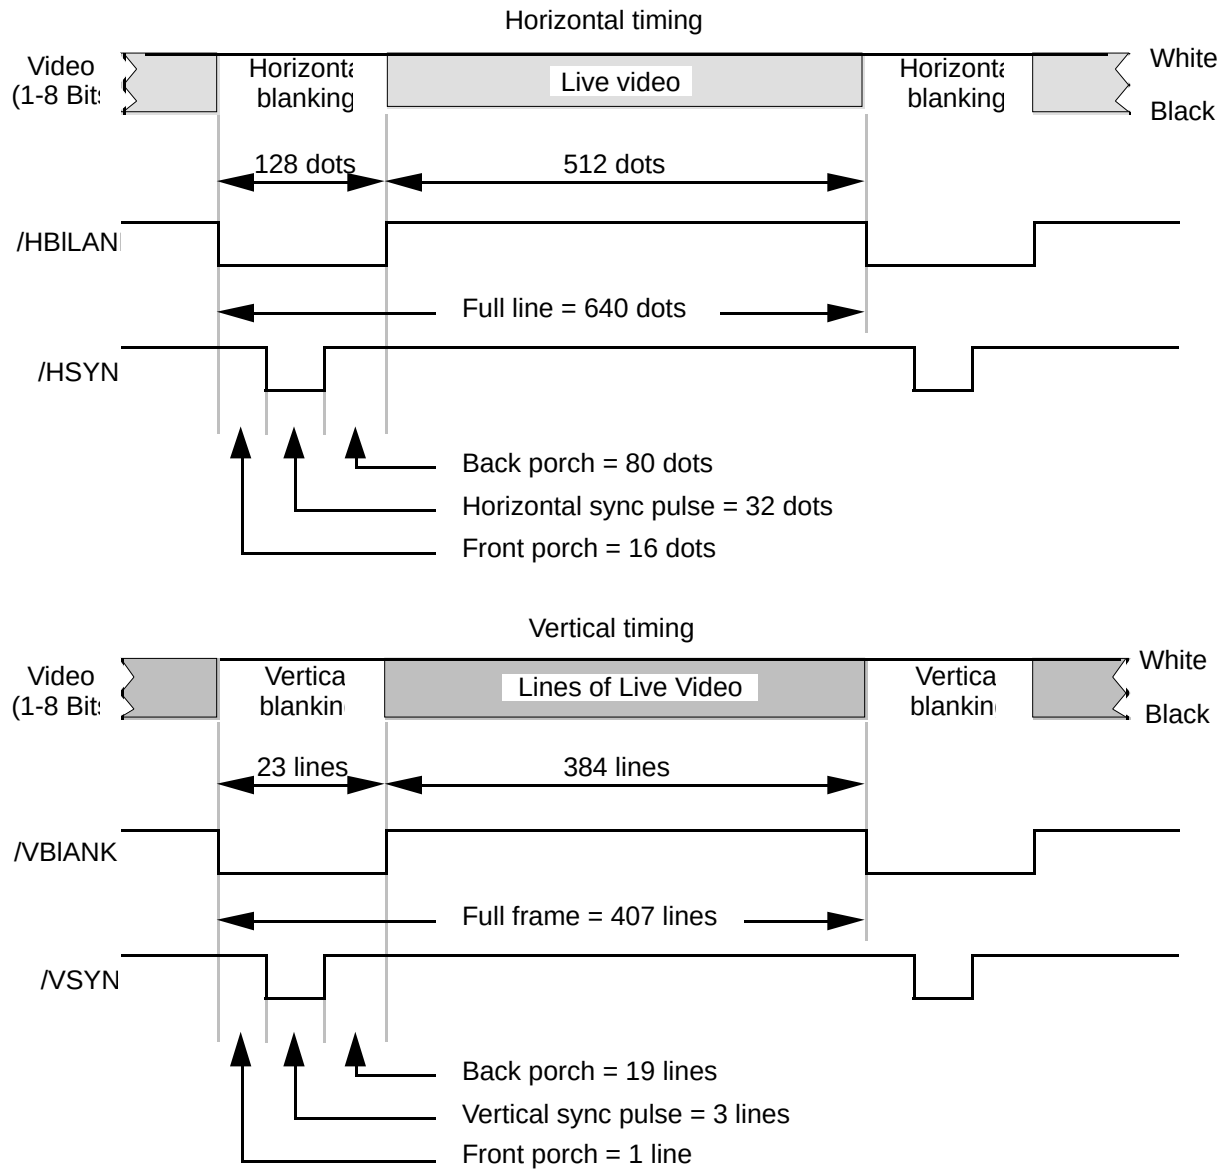 Horizontal timing
Video
(1-8 Bits
Horizonta
blanking
Live video
Horizonta
blanking
White
Black
128 dots
512 dots
/HBlLAN
Full line = 640 dots
/HSYN
Back porch = 80 dots
Horizontal sync pulse = 32 dots
Front porch = 16 dots
Vertical timing
Video
(1-8 Bits
Vertica
blankin
Lines of Live Video
Vertica
blankin
White
Black
23 lines
384 lines
/VBlANK
Full frame = 407 lines
/VSYN
Back porch = 19 lines
Vertical sync pulse = 3 lines
Front porch = 1 line